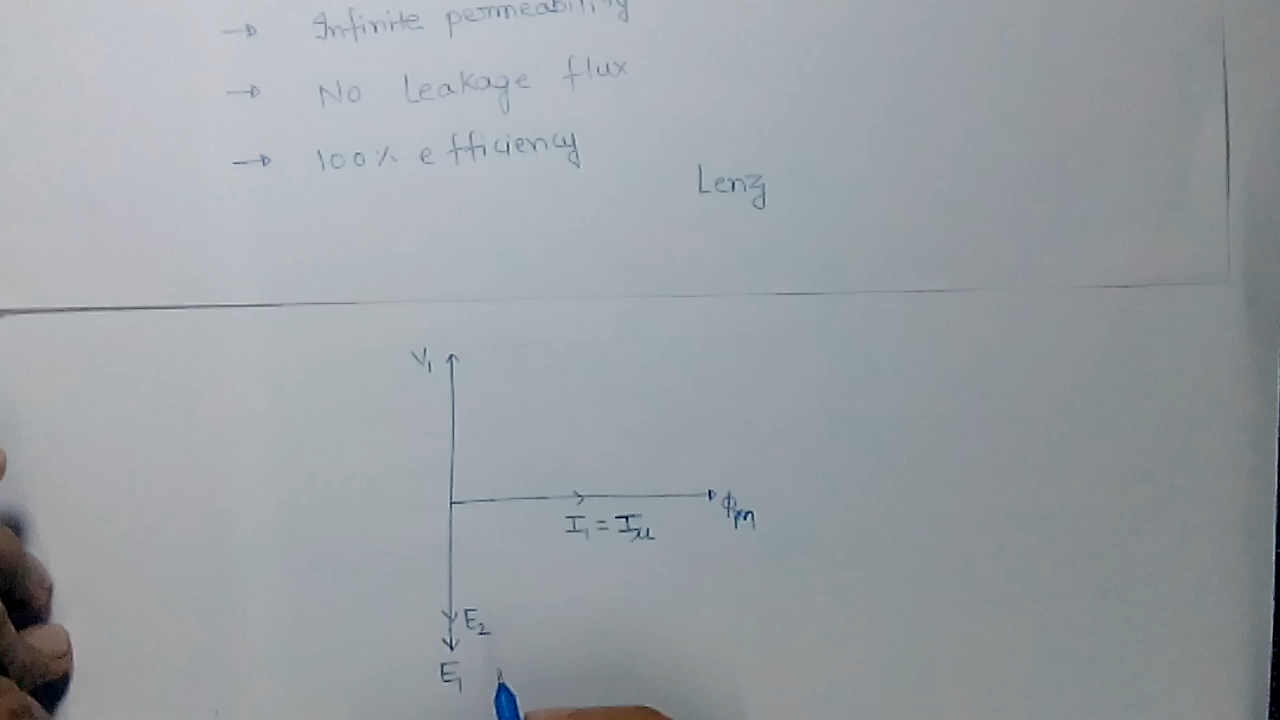 → Infinite permeability
→ No Leakage flux
→ 100% efficiency
Lenz
V₁
ϕm
I₁ = Iμ
E₂
E₁